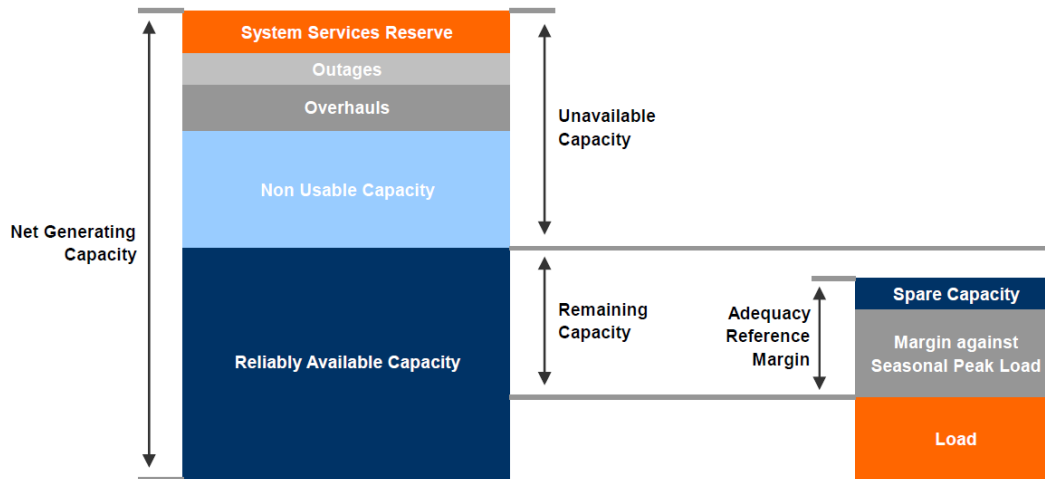 System Services Reserve
Outages
Overhauls
Non Usable Capacity
Reliably Available Capacity
Net Generating
Capacity
Unavailable
Capacity
Remaining
Capacity
Adequacy
Reference
Margin
Spare Capacity
Margin against
Seasonal Peak Load
Load